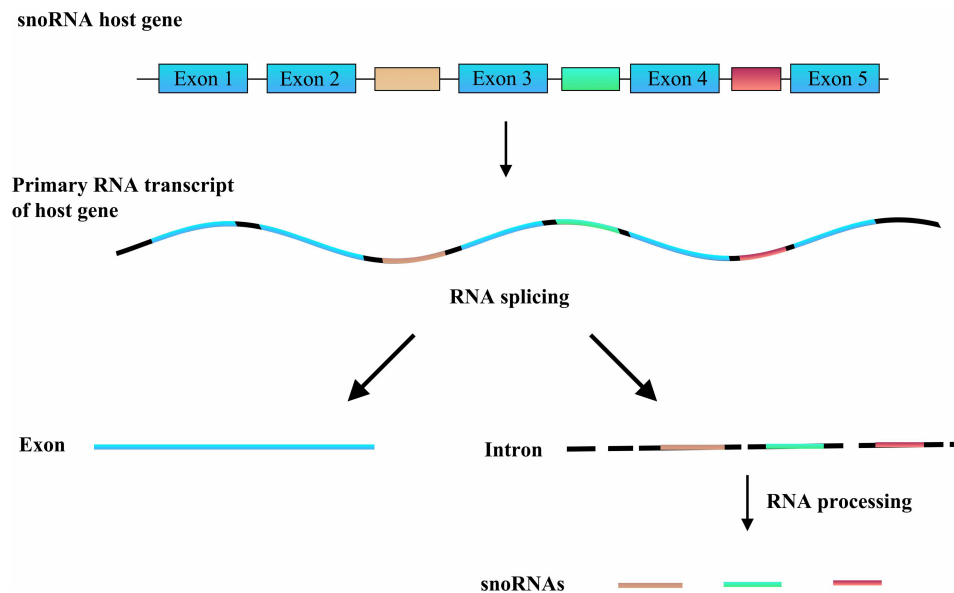 snoRNA host gene
Exon 1 Exon 2 Exon 3 Exon 4 Exon 5
Primary RNA transcript
of host gene
RNA splicing
Exon
Intron
RNA processing
snoRNAs